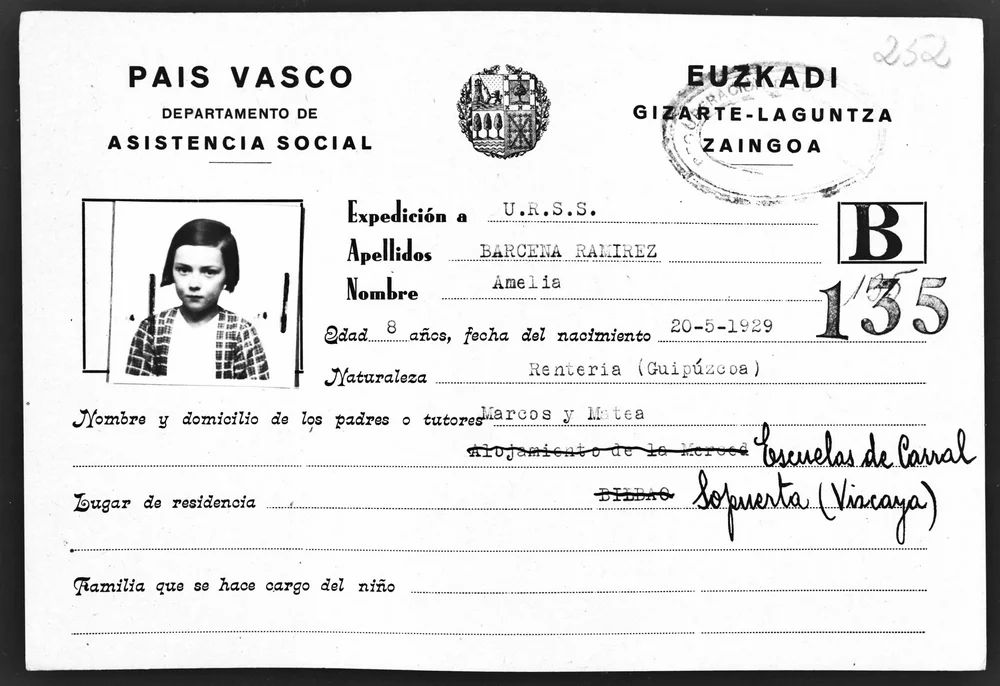 252
PAIS VASCO
DEPARTAMENTO DE
ASISTENCIA SOCIAL
EUZKADI
GIZARTE-LAGUNTZA
ZAINGOA
Expedición a U.R.S.S.
Apellidos BARCENA RAMIREZ
B
Nombre Amelia
135
Edad 8 años, fecha del nacimiento 20-5-1929
Naturaleza Rentería (Guipúzcoa)
Nombre y domicilio de los padres o tutores Marcos y Matea
Alojamiento de la Merced Escuelas de Carral
Lugar de residencia BILBAO Sopuerta (Vizcaya)
Familia que se hace cargo del niño